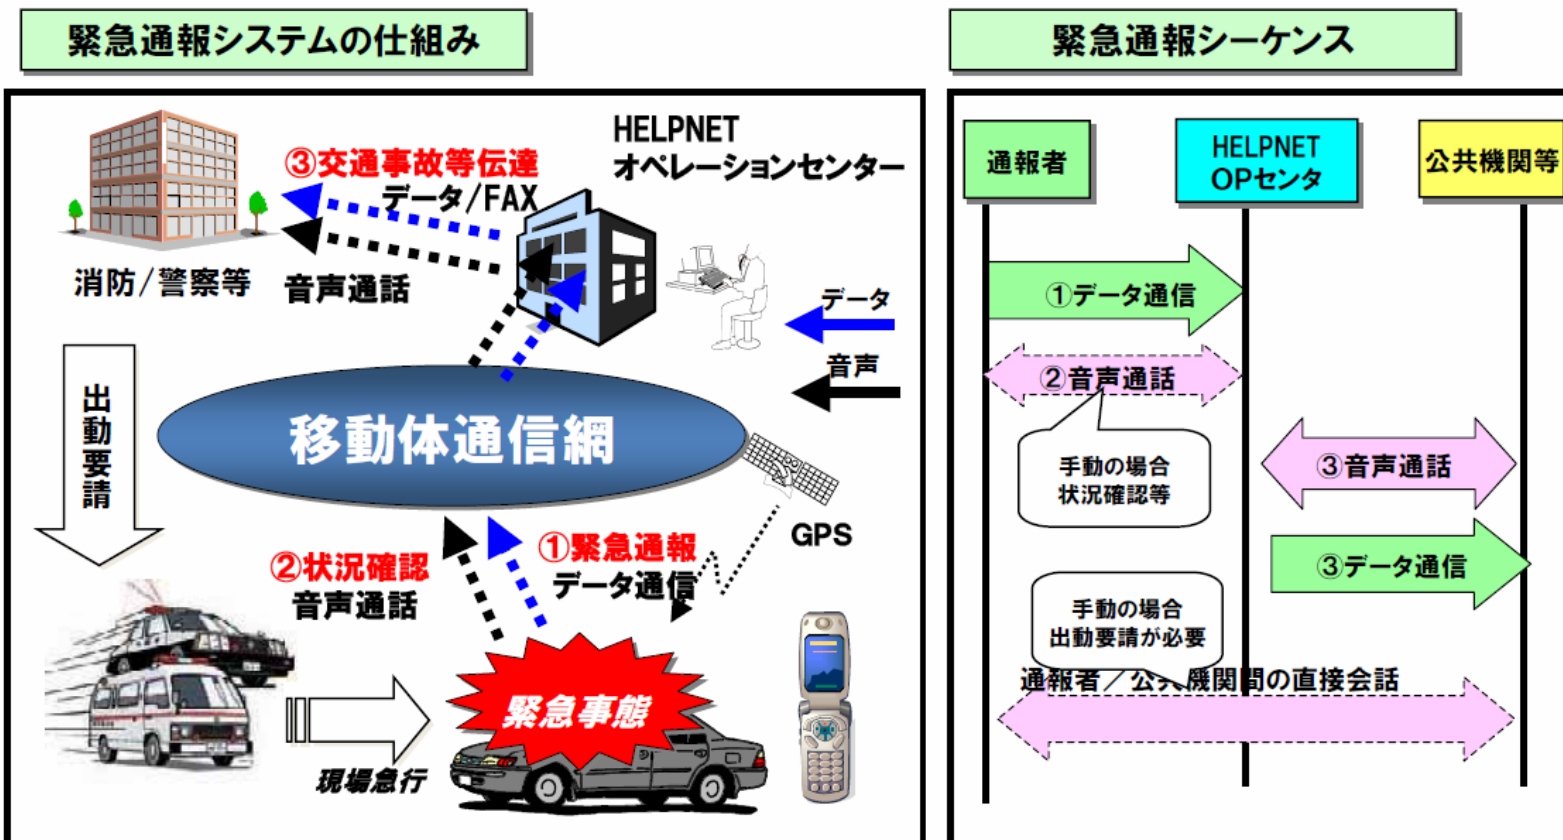 緊急通報システムの仕組み
HELPNET
オペレーションセンター
③交通事故等伝達
データ/FAX
消防/警察等
音声通話
データ
音声
出動要請
移動体通信網
GPS
①緊急通報
データ通信
②状況確認
音声通話
緊急事態
現場急行
緊急通報シーケンス
通報者
HELPNET
OPセンタ
公共機関等
①データ通信
②音声通話
手動の場合
状況確認等
③音声通話
③データ通信
手動の場合
出動要請が必要
通報者／公共機関間の直接会話